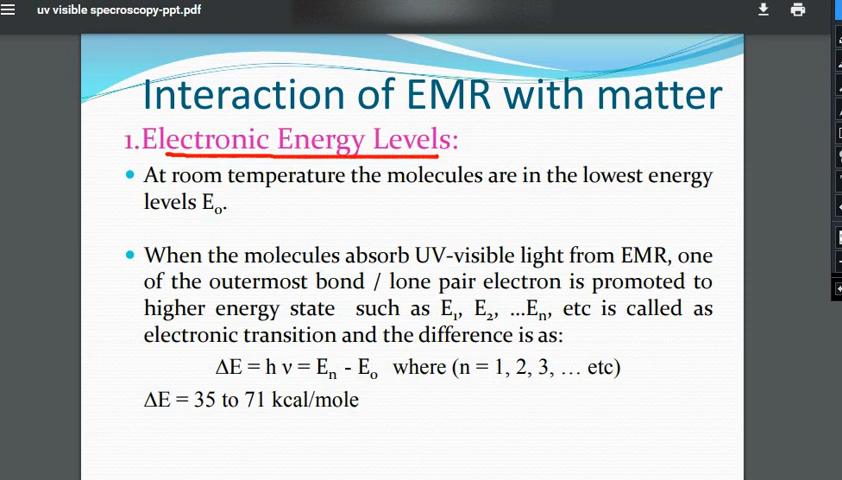 uv visible specroscopy-ppt.pdf
Interaction of EMR with matter
1.Electronic Energy Levels:
• At room temperature the molecules are in the lowest energy
levels E₀.
• When the molecules absorb UV-visible light from EMR, one
of the outermost bond / lone pair electron is promoted to
higher energy state such as E₁, E₂, ...Eₙ, etc is called as
electronic transition and the difference is as:
ΔE = h ν = Eₙ - E₀ where (n = 1, 2, 3, … etc)
ΔE = 35 to 71 kcal/mole